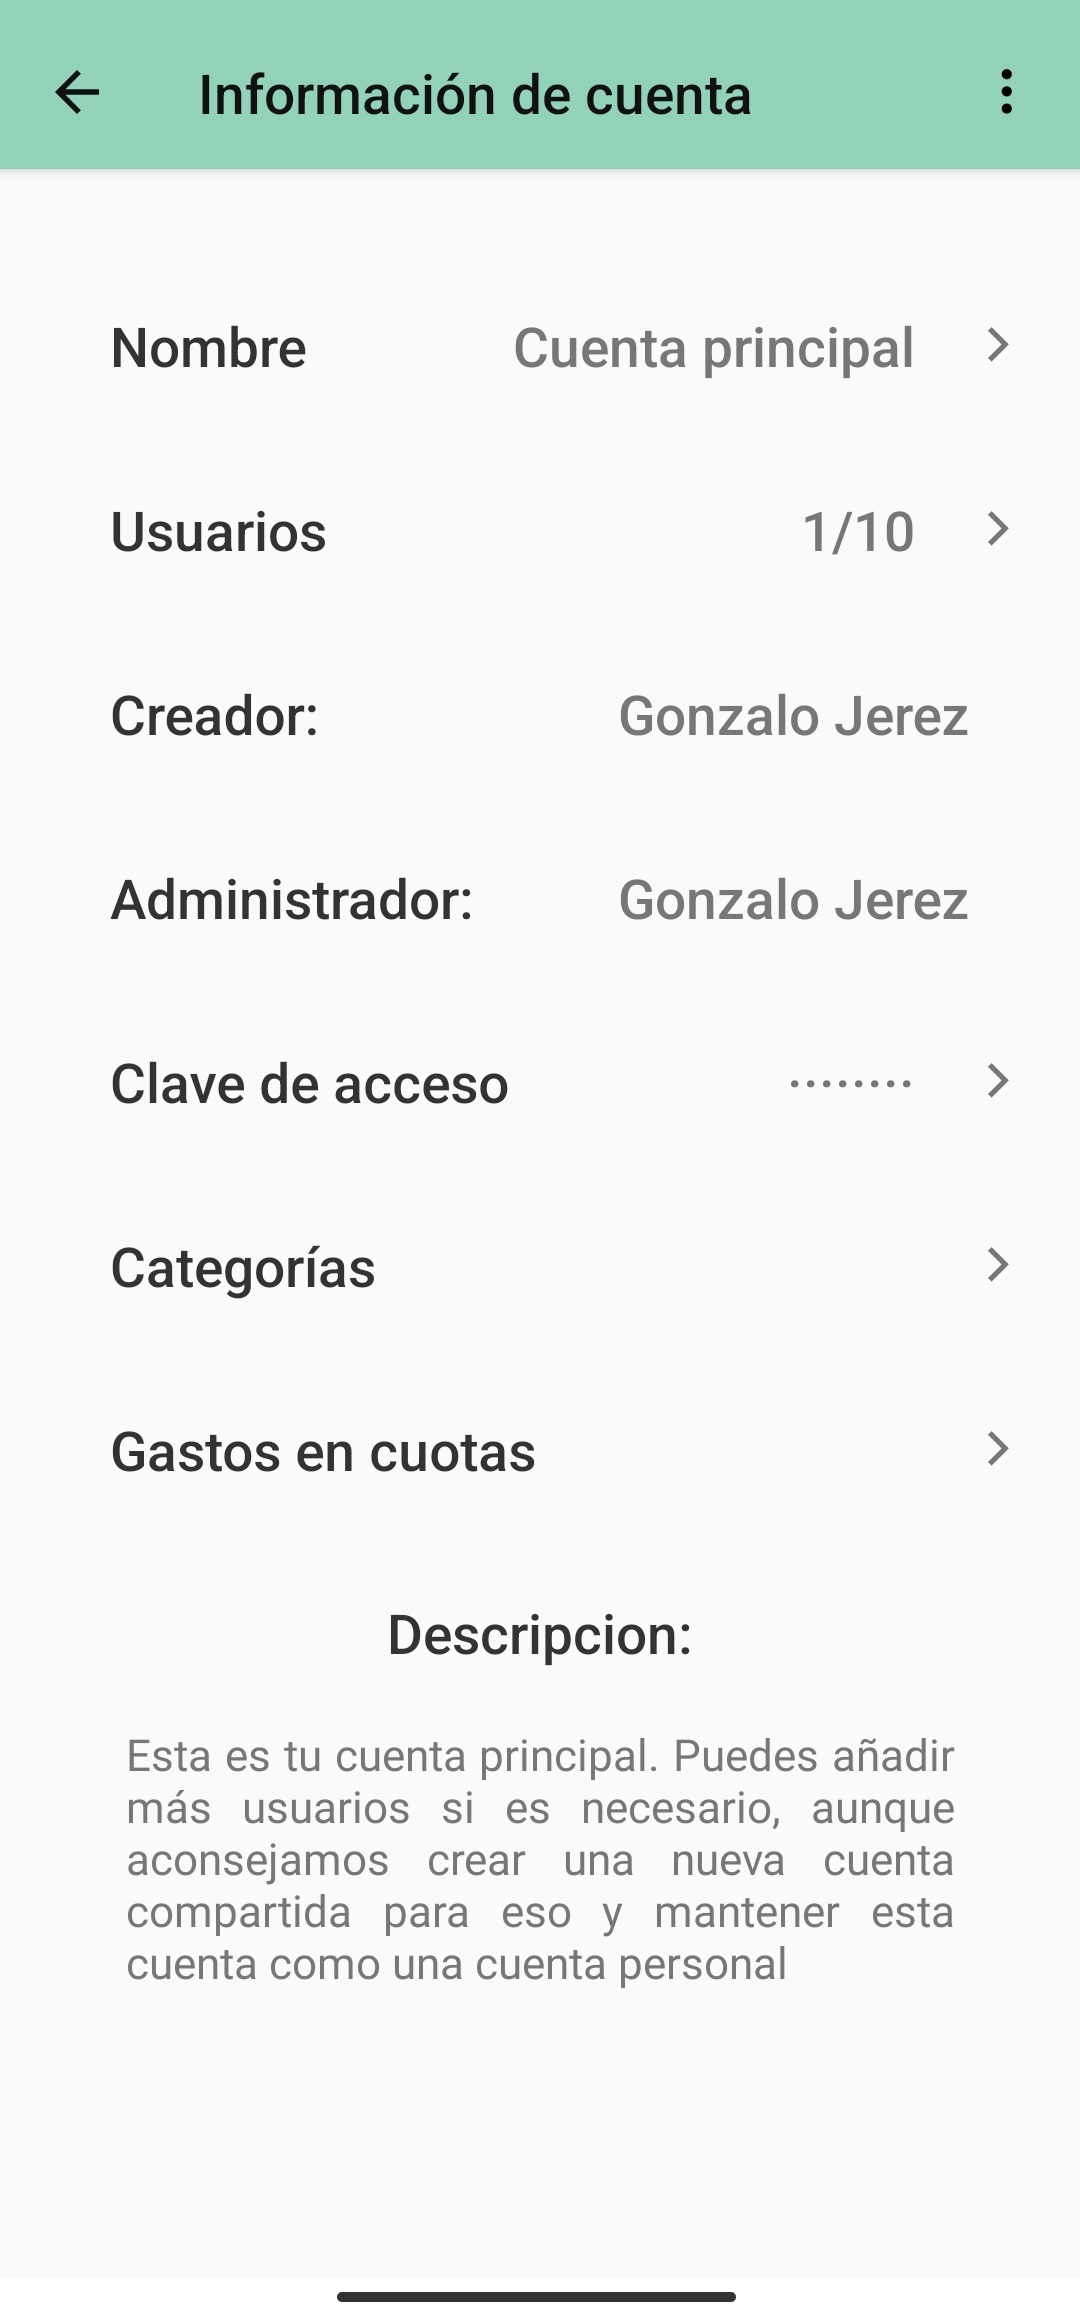 Información de cuenta
Nombre Cuenta principal
Usuarios 1/10
Creador: Gonzalo Jerez
Administrador: Gonzalo Jerez
Clave de acceso ........
Categorías
Gastos en cuotas
Descripcion:
Esta es tu cuenta principal. Puedes añadir
más usuarios si es necesario, aunque
aconsejamos crear una nueva cuenta
compartida para eso y mantener esta
cuenta como una cuenta personal